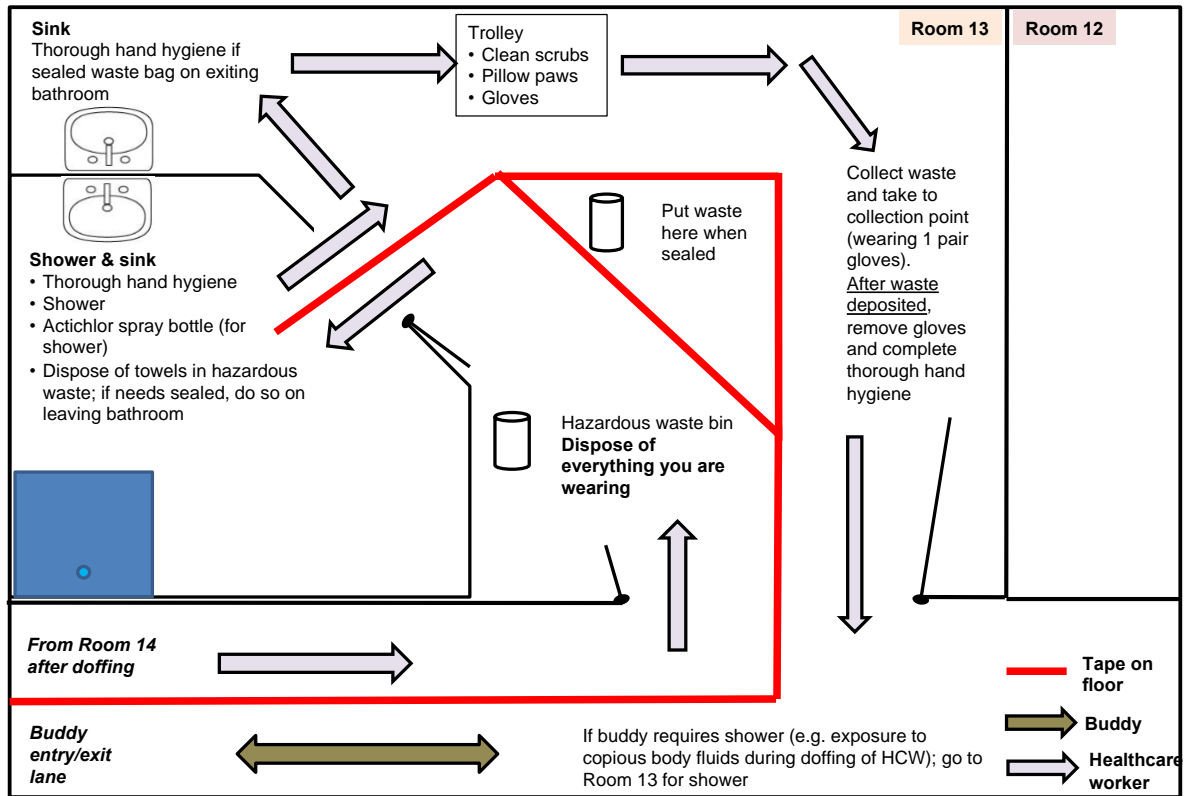 Sink
Thorough hand hygiene if
sealed waste bag on exiting
bathroom
Trolley
• Clean scrubs
• Pillow paws
• Gloves
Room 13
Room 12
Collect waste
and take to
collection point
(wearing 1 pair
gloves).
After waste
deposited,
remove gloves
and complete
thorough hand
hygiene
Put waste
here when
sealed
Shower & sink
• Thorough hand hygiene
• Shower
• Actichlor spray bottle (for
shower)
• Dispose of towels in hazardous
waste; if needs sealed, do so on
leaving bathroom
Hazardous waste bin
Dispose of
everything you are
wearing
From Room 14
after doffing
Buddy
entry/exit
lane
If buddy requires shower (e.g. exposure to
copious body fluids during doffing of HCW); go to
Room 13 for shower
Tape on
floor
Buddy
Healthcare
worker